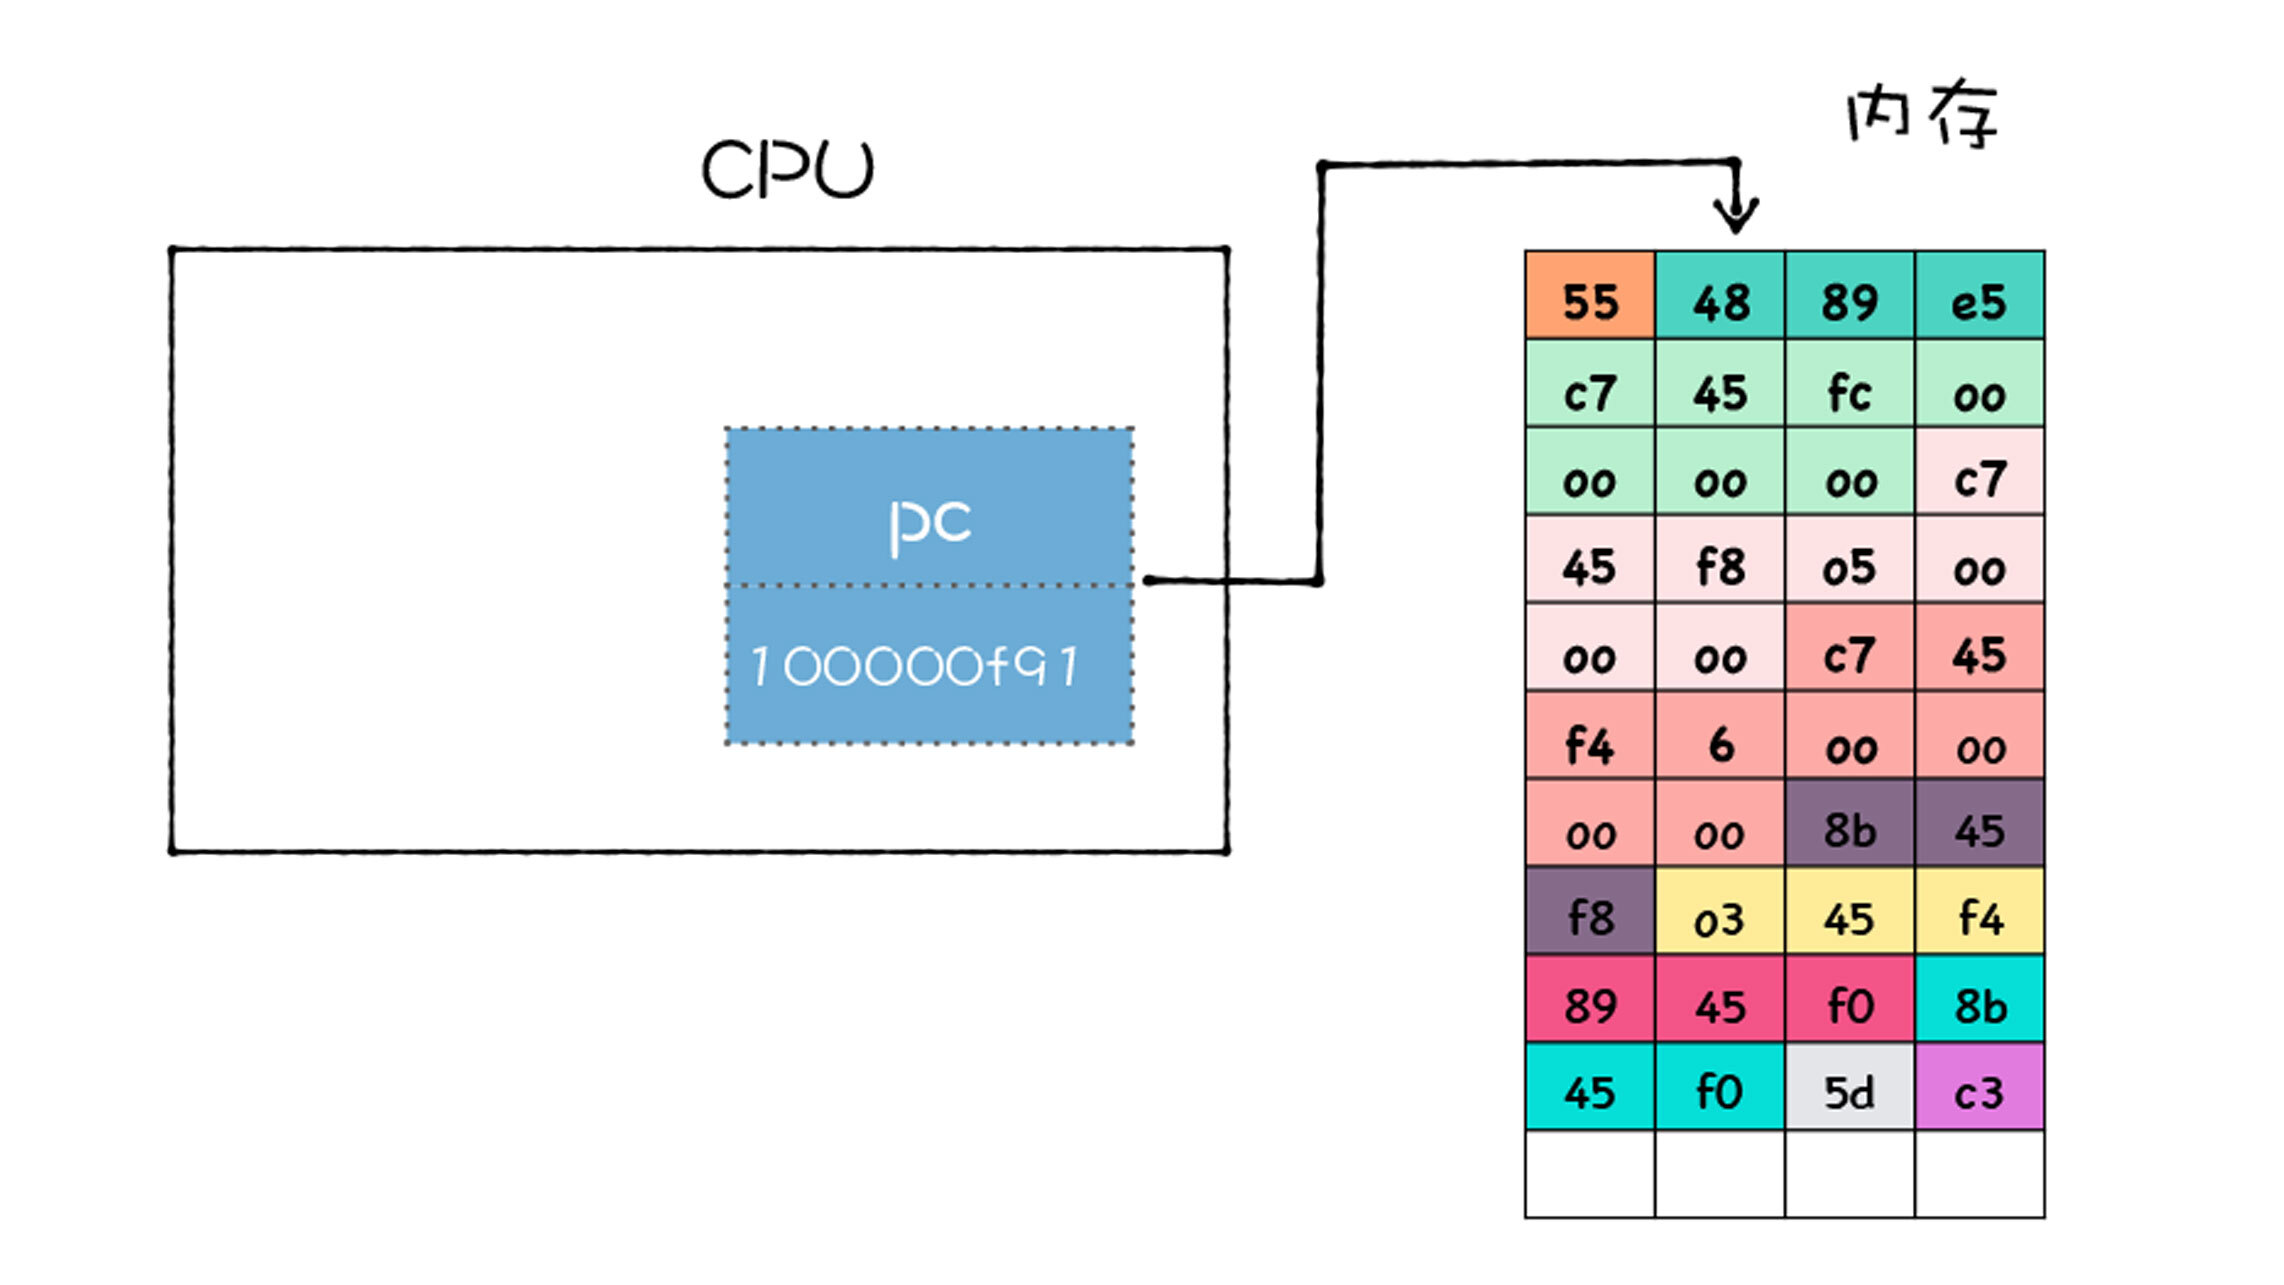 内存
CPU
55 48 89 e5
c7 45 fc 00
00 00 00 c7
pc
45 f8 05 00
100000f91
00 00 c7 45
f4 6 00 00
00 00 8b 45
f8 03 45 f4
89 45 f0 8b
45 f0 5d c3